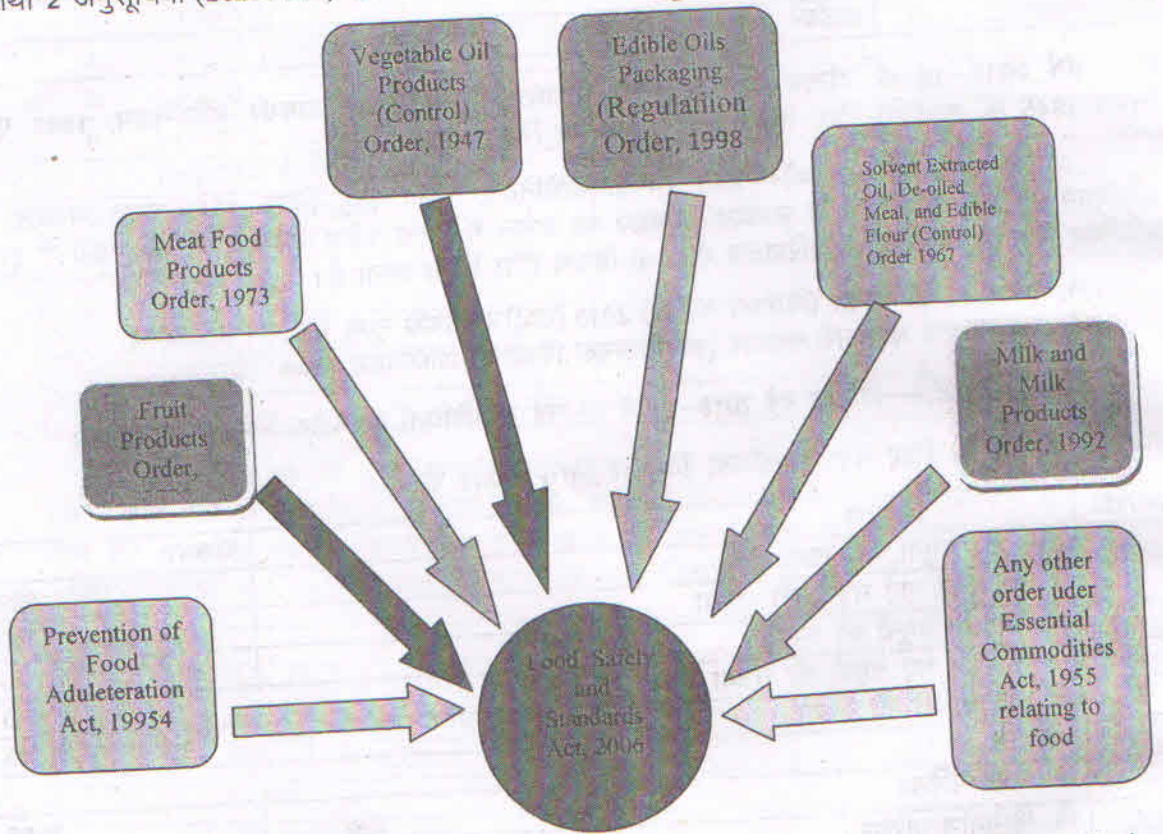 2 अनुसूचियां
Vegetable Oil
Products
(Control)
Order, 1947
Edible Oils
Packaging
(Regulatiion
Order, 1998
Solvent Extracted
Oil, De-oiled
Meal, and Edible
Flour (Control)
Order 1967
Meat Food
Products
Order, 1973
Milk and
Milk
Products
Order, 1992
Fruit
Products
Order,
Any other
order uder
Essential
Commodities
Act, 1955
relating to
food
Prevention of
Food
Aduleteration
Act, 19954
Food Safely
and
Standards
Act, 2006